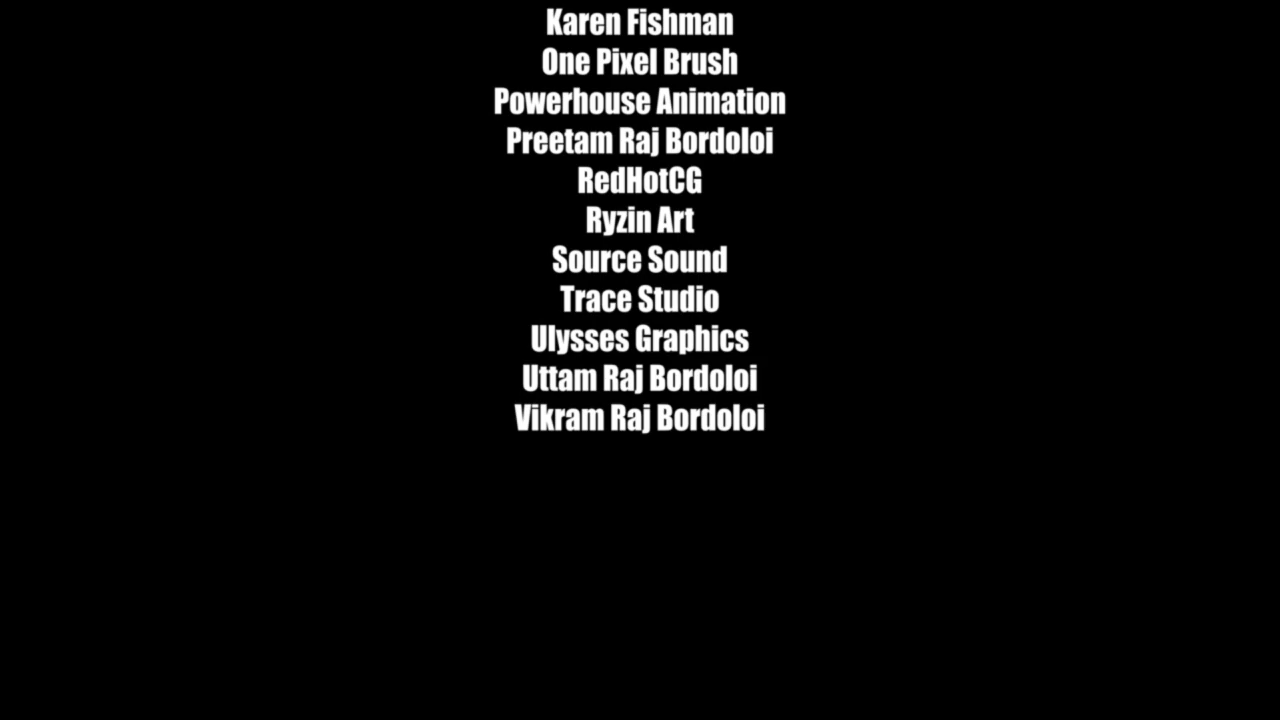 Karen Fishman
One Pixel Brush
Powerhouse Animation
Preetam Raj Bordoloi
RedHotCG
Ryzin Art
Source Sound
Trace Studio
Ulysses Graphics
Uttam Raj Bordoloi
Vikram Raj Bordoloi